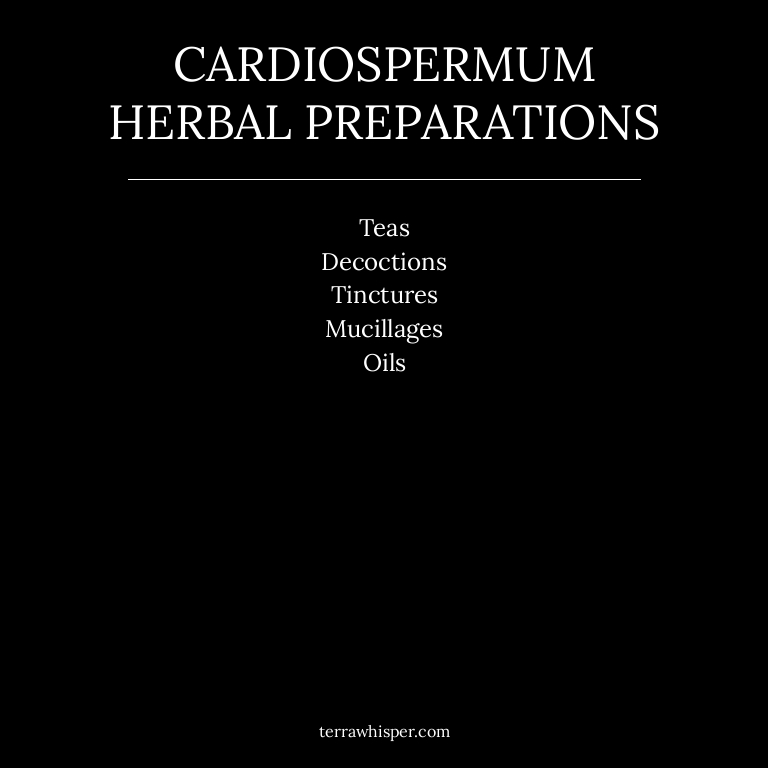 CARDIOSPERMUM
HERBAL PREPARATIONS
Teas
Decoctions
Tinctures
Mucillages
Oils
terrawhisper.com